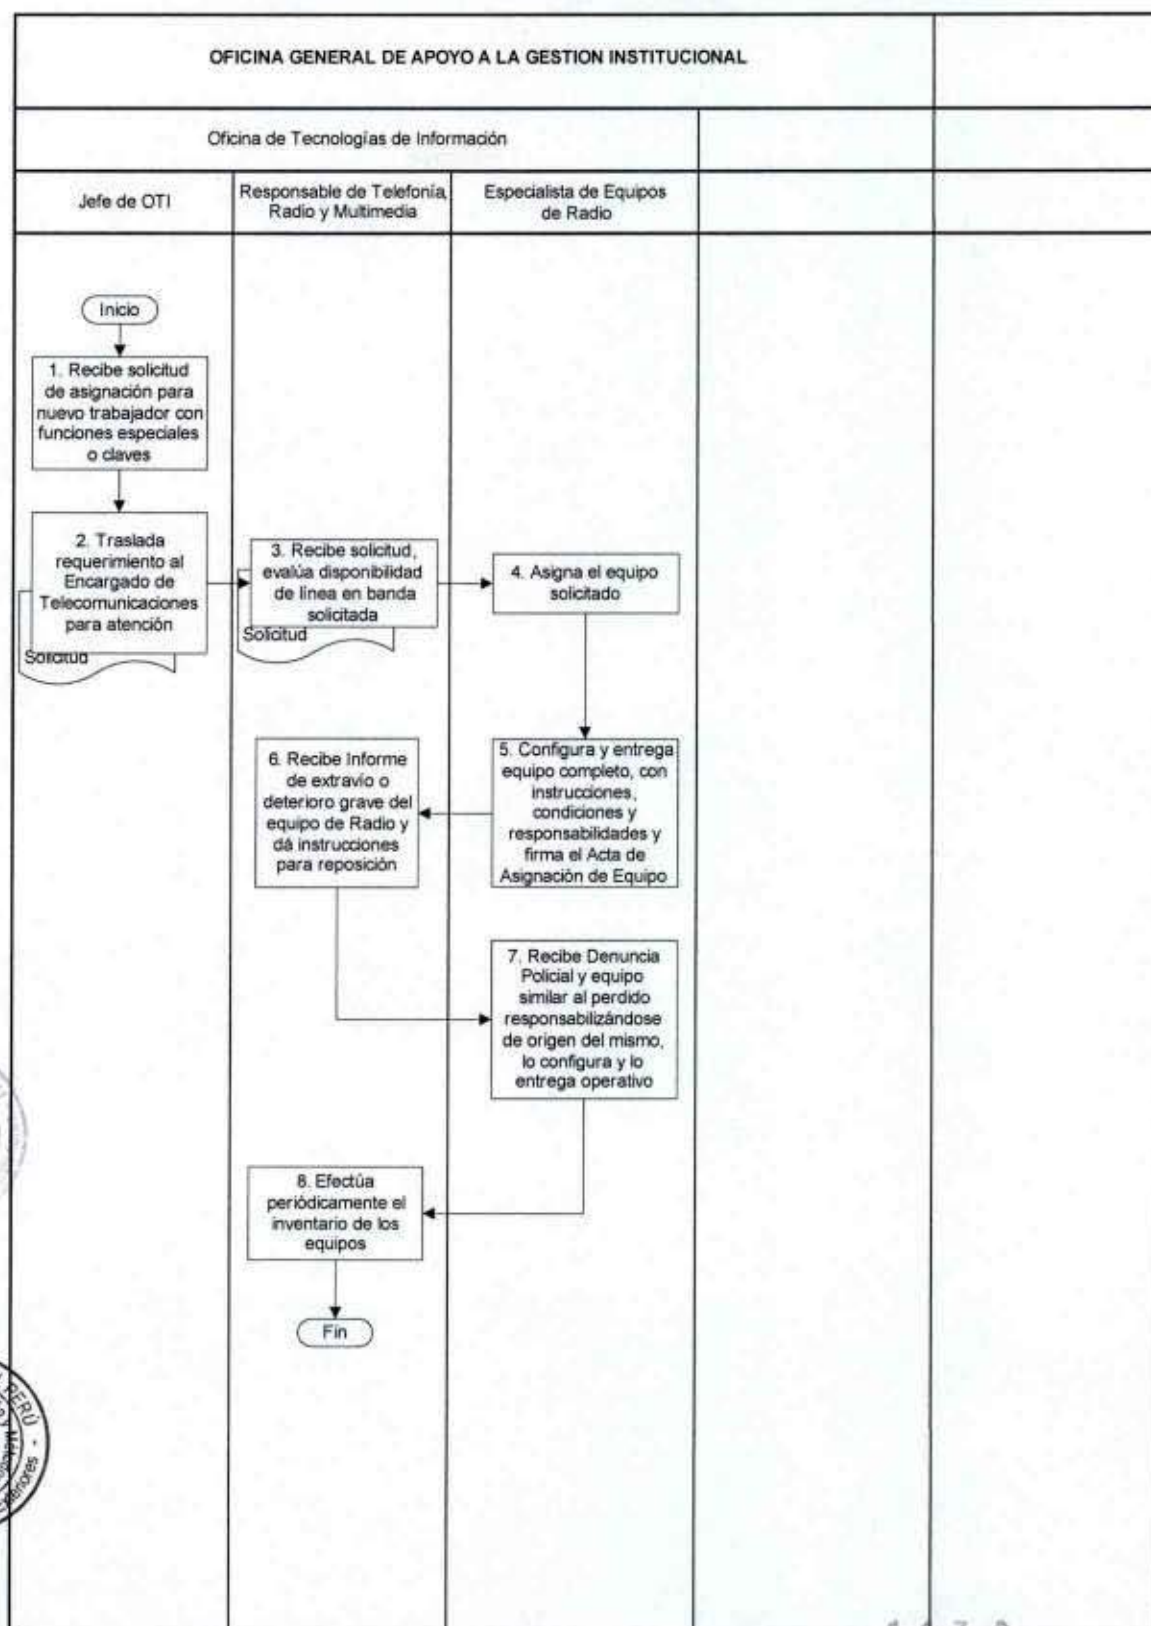 OFICINA GENERAL DE APOYO A LA GESTION INSTITUCIONAL
Oficina de Tecnologías de Información
Jefe de OTI
Responsable de Telefonía,
Radio y Multimedia
Especialista de Equipos
de Radio
Inicio
1. Recibe solicitud
de asignación para
nuevo trabajador con
funciones especiales
o claves
2. Traslada
requerimiento al
Encargado de
Telecomunicaciones
para atención
Solicitud
3. Recibe solicitud,
evalúa disponibilidad
de línea en banda
solicitada
Solicitud
4. Asigna el equipo
solicitado
5. Configura y entrega
equipo completo, con
instrucciones,
condiciones y
responsabilidades y
firma el Acta de
Asignación de Equipo
6. Recibe Informe
de extravío o
deterioro grave del
equipo de Radio y
dá instrucciones
para reposición
7. Recibe Denuncia
Policial y equipo
similar al perdido
responsabilizándose
de origen del mismo,
lo configura y lo
entrega operativo
8. Efectúa
periódicamente el
inventario de los
equipos
Fin
PERÚ